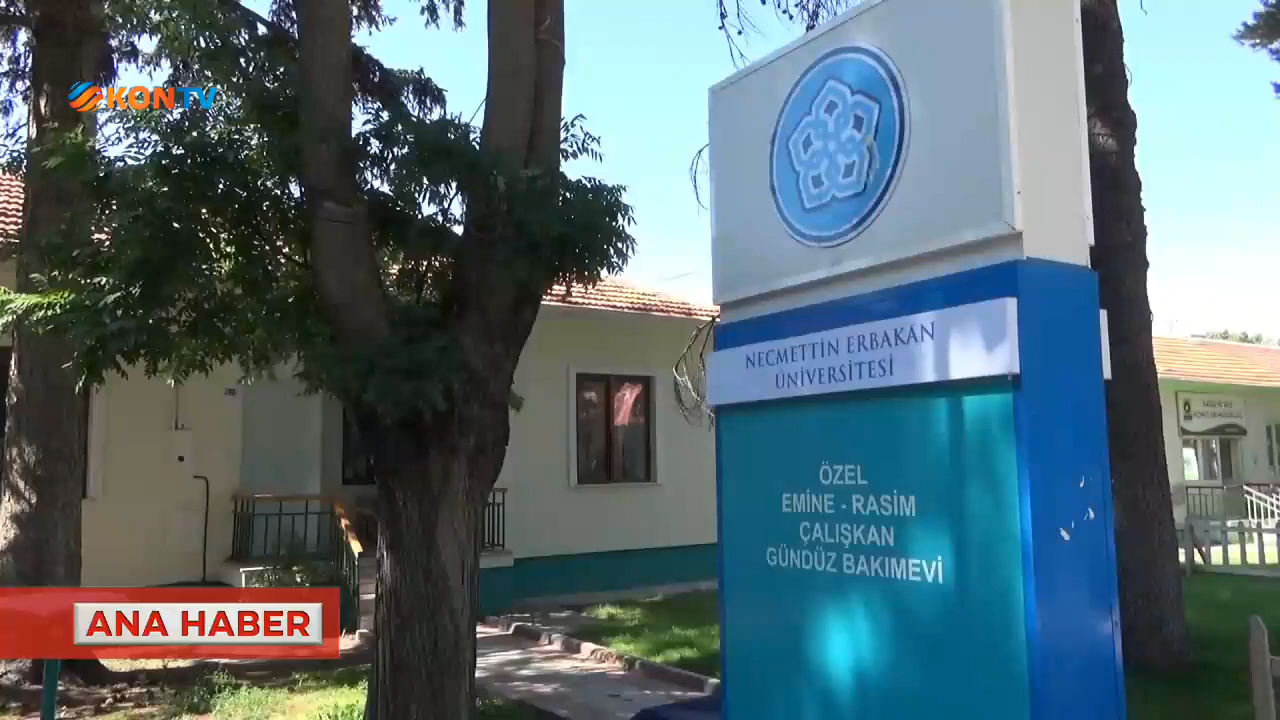 KONTV
NECMETTİN ERBAKAN
ÜNİVERSİTESİ
ÖZEL
EMİNE - RASİM
ÇALIŞKAN
GÜNDÜZ BAKIMEVİ
ANA HABER